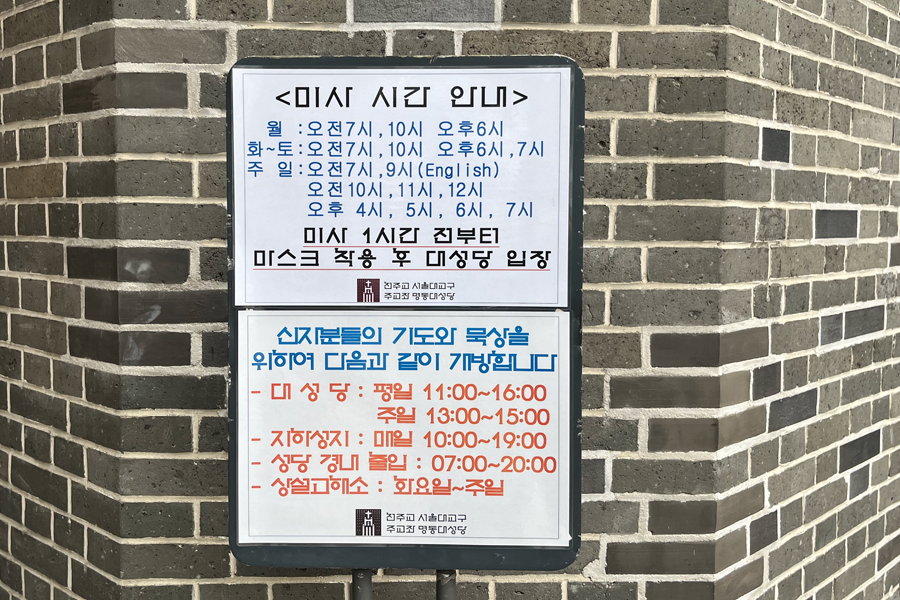 <미사 시간 안내>
월 :오전7시,10시 오후6시
화~토:오전7시,10시 오후6시,7시
주 일:오전7시,9시(English)
오전10시,11시,12시
오후 4시, 5시, 6시, 7시
미사 1시간 전부터
마스크 착용 후 대성당 입장
천주교 서울대교구
주교좌 명동대성당
신자분들의 기도와 묵상을
위하여 다음과 같이 개방합니다
- 대 성 당 : 평일 11:00~16:00
주일 13:00~15:00
- 지하성지 : 매일 10:00~19:00
- 성당 경내 출입 : 07:00~20:00
- 상설고해소 : 화요일~주일
천주교 서울대교구
주교좌 명동대성당